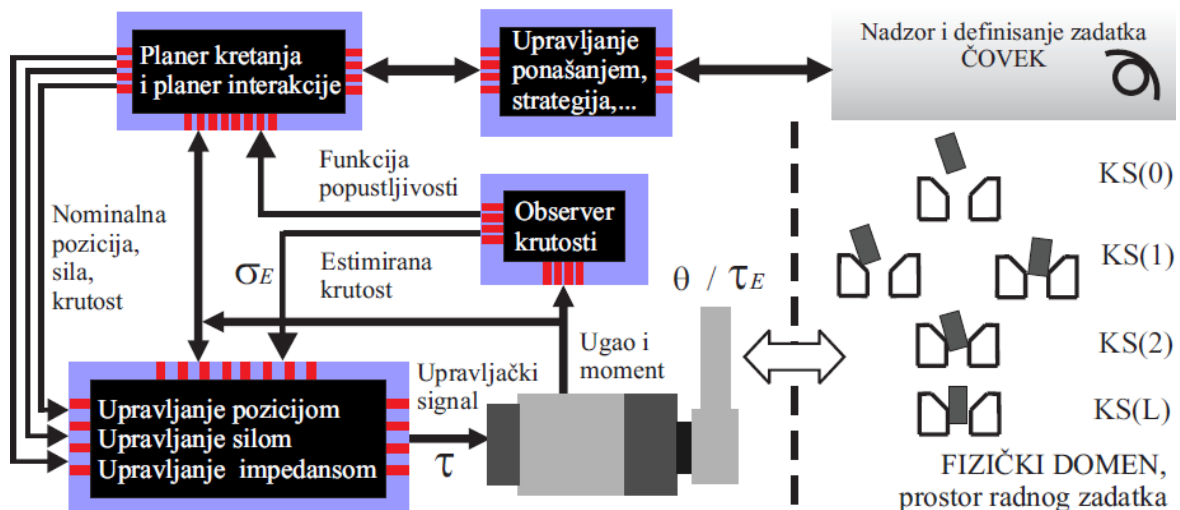 Planer kretanja
i planer interakcije
Upravljanje
ponašanjem,
strategija,...
Nadzor i definisanje zadatka
ČOVEK
Funkcija
popustljivosti
Observer
krutosti
Nominalna
pozicija,
sila,
krutost
σE
Estimirana
krutost
θ / τE
Ugao i
moment
Upravljački
signal
τ
Upravljanje pozicijom
Upravljanje silom
Upravljanje impedansom
KS(0)
KS(1)
KS(2)
KS(L)
FIZIČKI DOMEN,
prostor radnog zadatka